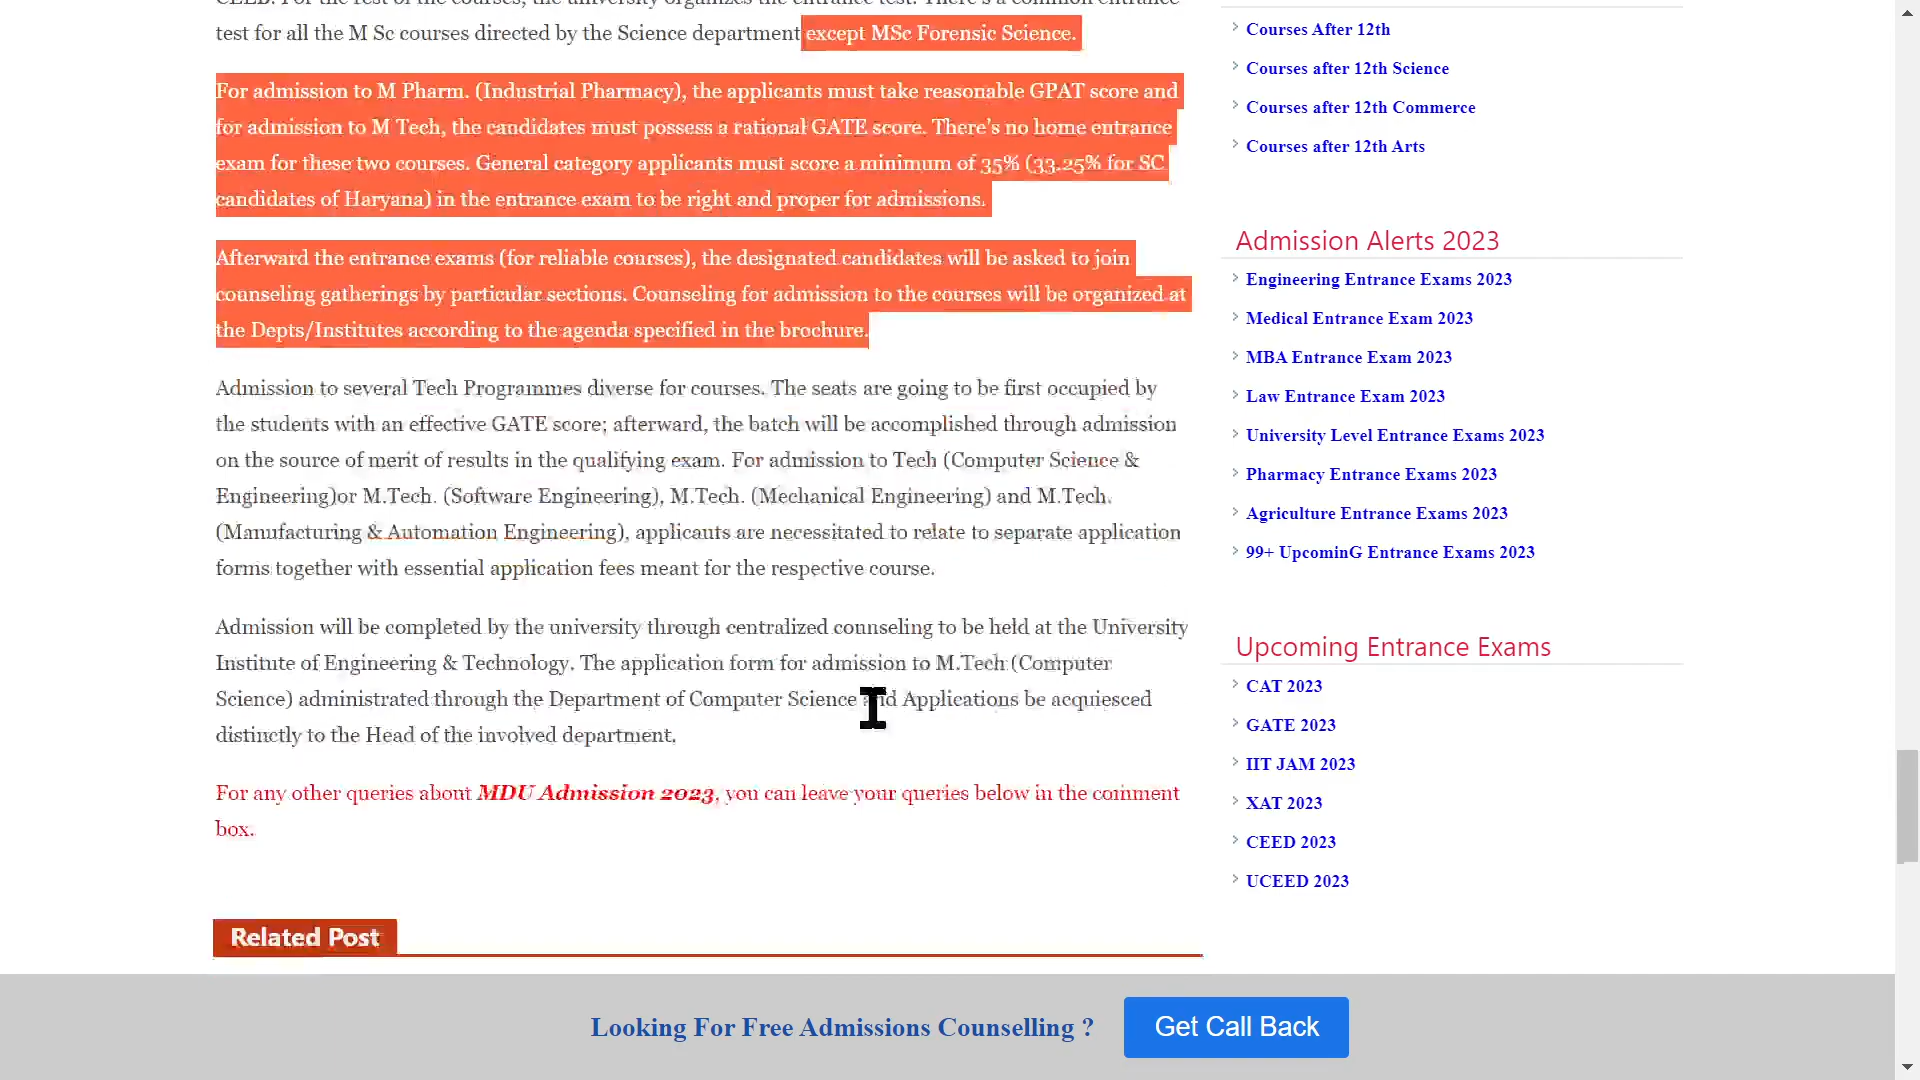 test for all the M Sc courses directed by the Science department except MSc Forensic Science.
For admission to M Pharm. (Industrial Pharmacy), the applicants must take reasonable GPAT score and
for admission to M Tech, the candidates must possess a rational GATE score. There's no home entrance
exam for these two courses. General category applicants must score a minimum of 35% (33.25% for SC
candidates of Haryana) in the entrance exam to be right and proper for admissions.
Afterward the entrance exams (for reliable courses), the designated candidates will be asked to join
counseling gatherings by particular sections. Counseling for admission to the courses will be organized at
the Depts/Institutes according to the agenda specified in the brochure.
Admission to several Tech Programmes diverse for courses. The seats are going to be first occupied by
the students with an effective GATE score; afterward, the batch will be accomplished through admission
on the source of merit of results in the qualifying exam. For admission to Tech (Computer Science &
Engineering)or M.Tech. (Software Engineering), M.Tech. (Mechanical Engineering) and M.Tech.
(Manufacturing & Automation Engineering), applicants are necessitated to relate to separate application
forms together with essential application fees meant for the respective course.
Admission will be completed by the university through centralized counseling to be held at the University
Institute of Engineering & Technology. The application form for admission to M.Tech (Computer
Science) administrated through the Department of Computer Science and Applications be acquiesced
distinctly to the Head of the involved department.
For any other queries about MDU Admission 2023, you can leave your queries below in the comment
box.
Related Post
Courses After 12th
Courses after 12th Science
Courses after 12th Commerce
Courses after 12th Arts
Admission Alerts 2023
Engineering Entrance Exams 2023
Medical Entrance Exam 2023
MBA Entrance Exam 2023
Law Entrance Exam 2023
University Level Entrance Exams 2023
Pharmacy Entrance Exams 2023
Agriculture Entrance Exams 2023
99+ UpcominG Entrance Exams 2023
Upcoming Entrance Exams
CAT 2023
GATE 2023
IIT JAM 2023
XAT 2023
CEED 2023
UCEED 2023
Looking For Free Admissions Counselling ?
Get Call Back